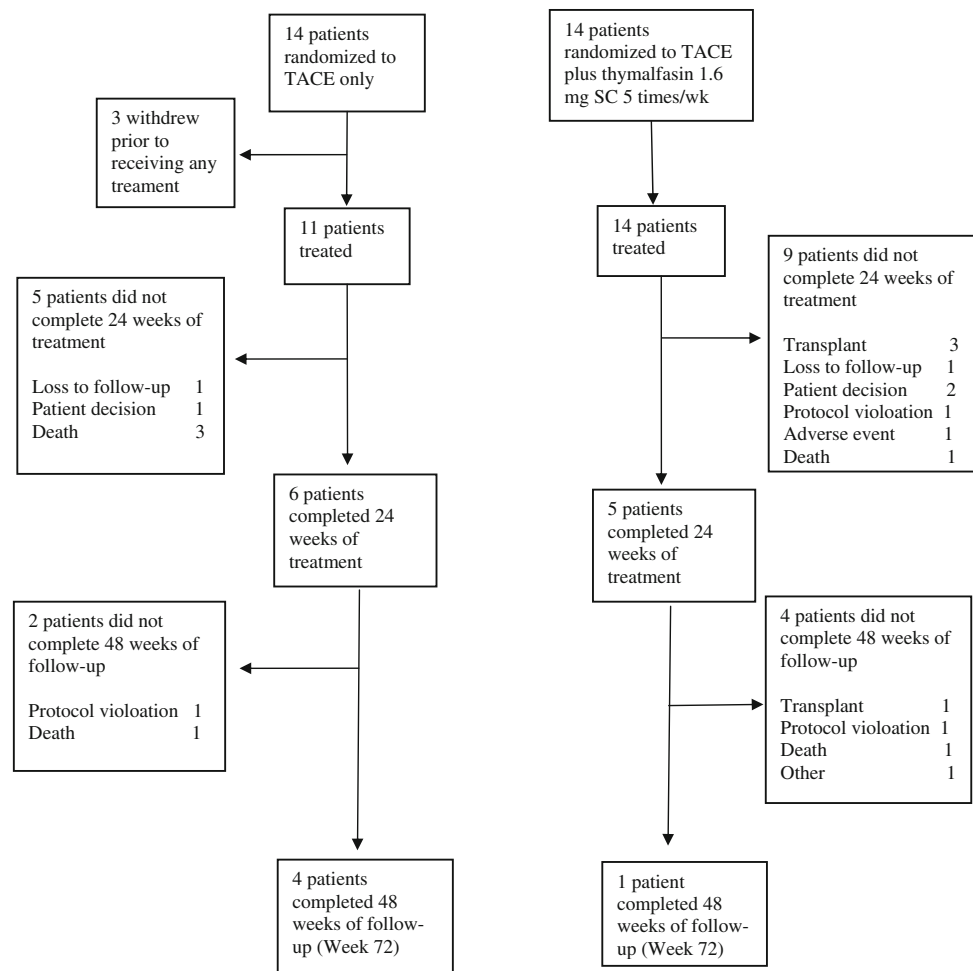 14 patients
randomized to
TACE only
3 withdrew
prior to
receiving any
treament
11 patients
treated
5 patients did not
complete 24 weeks of
treatment
Loss to follow-up 1
Patient decision 1
Death 3
6 patients
completed 24
weeks of
treatment
2 patients did not
complete 48 weeks of
follow-up
Protocol violoation 1
Death 1
4 patients
completed 48
weeks of follow-
up (Week 72)
14 patients
randomized to TACE
plus thymalfasin 1.6
mg SC 5 times/wk
14 patients
treated
9 patients did not
complete 24 weeks of
treatment
Transplant 3
Loss to follow-up 1
Patient decision 2
Protocol violoation 1
Adverse event 1
Death 1
5 patients
completed 24
weeks of
treatment
4 patients did not
complete 48 weeks of
follow-up
Transplant 1
Protocol violoation 1
Death 1
Other 1
1 patient
completed 48
weeks of follow-
up (Week 72)